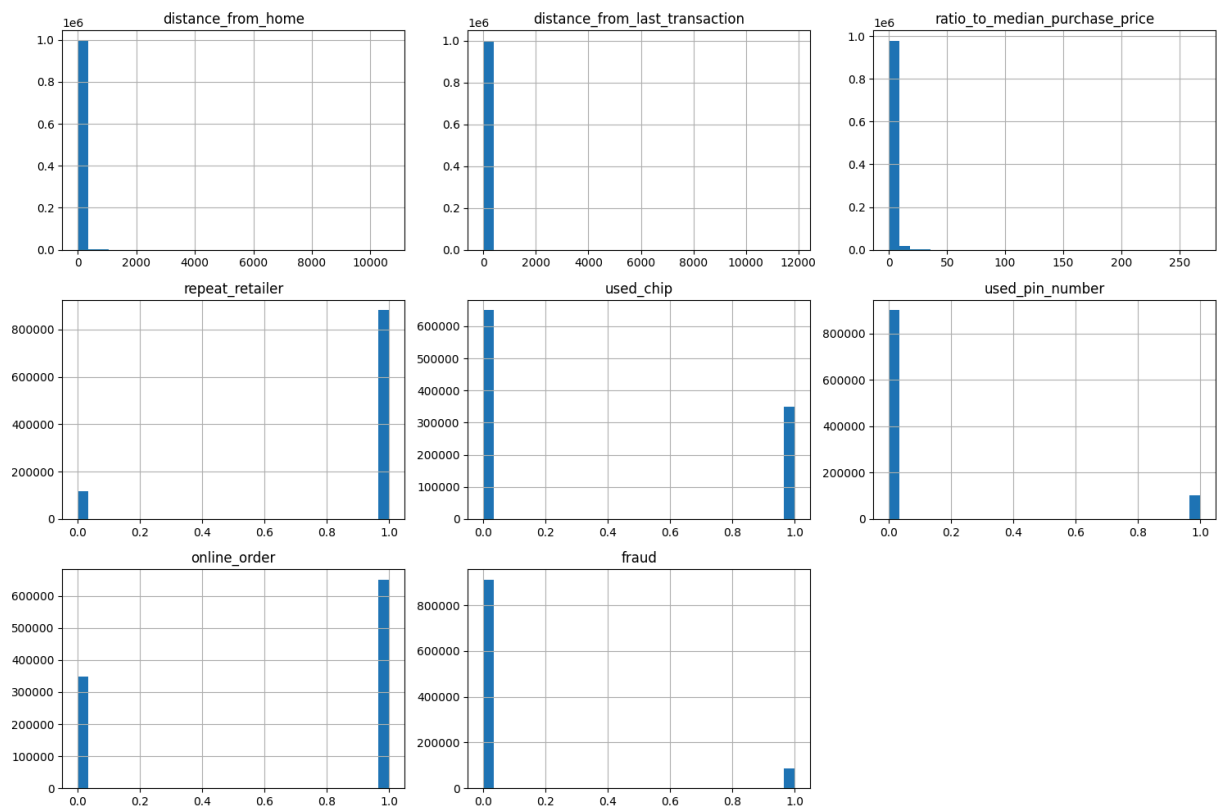 distance_from_home
1e6
1.0
0.8
0.6
0.4
0.2
0.0
0 2000 4000 6000 8000 10000
distance_from_last_transaction
1e6
1.0
0.8
0.6
0.4
0.2
0.0
0 2000 4000 6000 8000 10000 12000
ratio_to_median_purchase_price
1e6
1.0
0.8
0.6
0.4
0.2
0.0
0 50 100 150 200 250
repeat_retailer
800000
600000
400000
200000
0
0.0 0.2 0.4 0.6 0.8 1.0
used_chip
600000
500000
400000
300000
200000
100000
0
0.0 0.2 0.4 0.6 0.8 1.0
used_pin_number
800000
600000
400000
200000
0
0.0 0.2 0.4 0.6 0.8 1.0
online_order
600000
500000
400000
300000
200000
100000
0
0.0 0.2 0.4 0.6 0.8 1.0
fraud
800000
600000
400000
200000
0
0.0 0.2 0.4 0.6 0.8 1.0